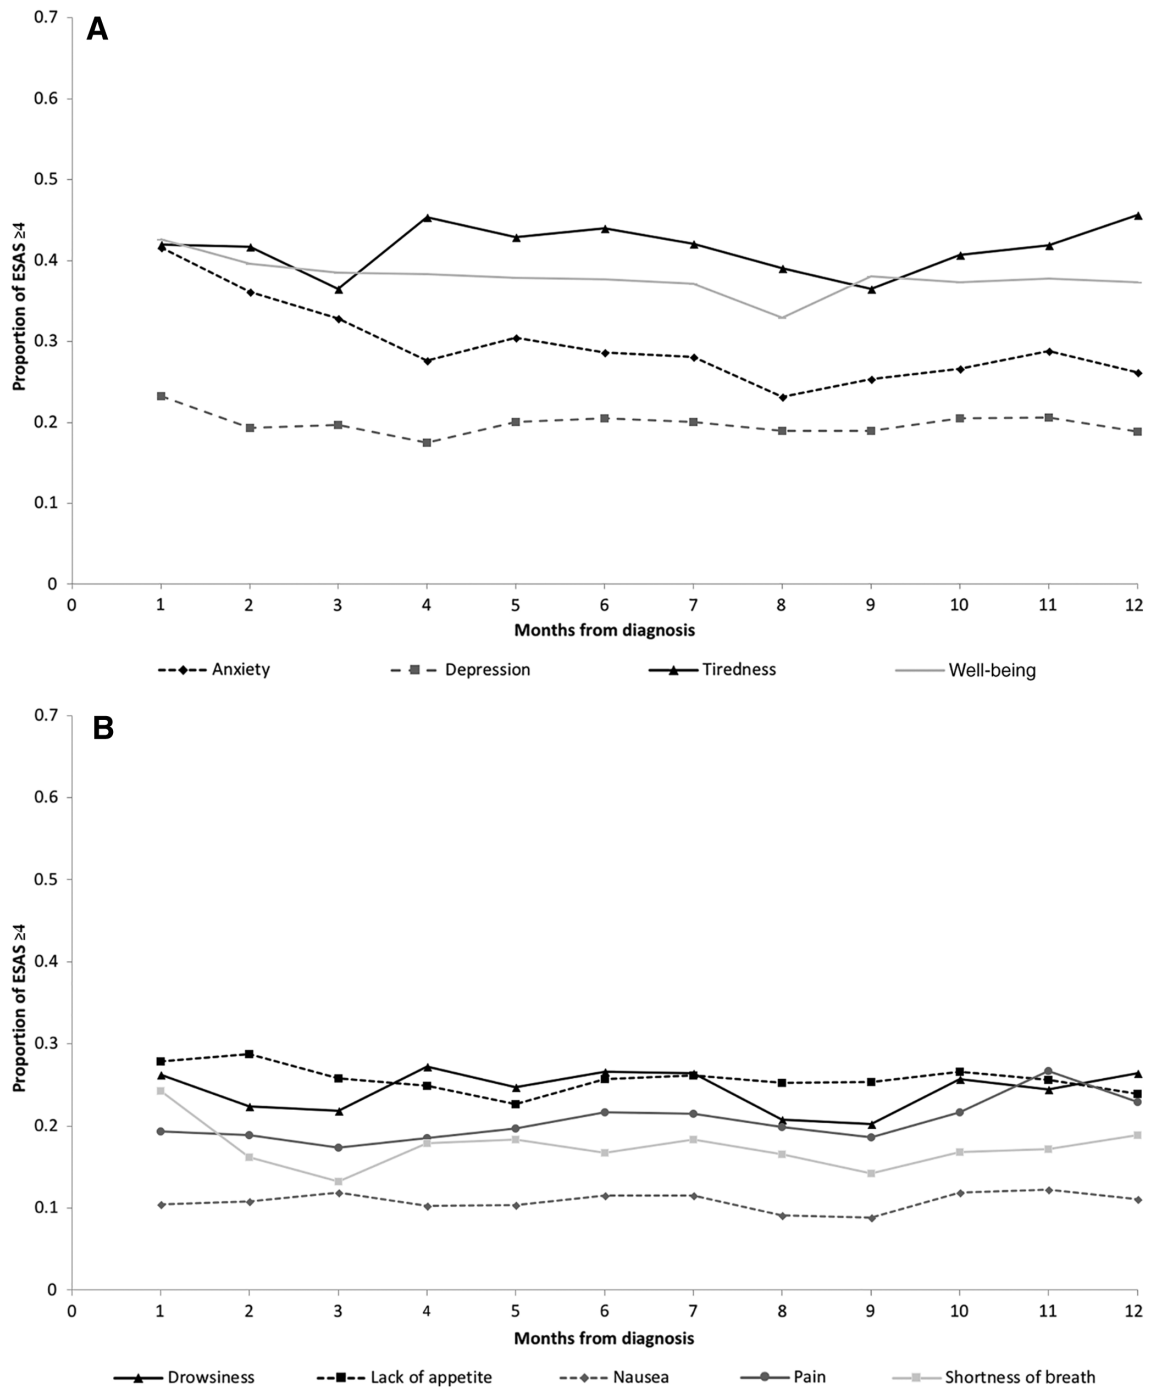 A
0.7
0.6
0.5
0.4
0.3
0.2
0.1
0
Proportion of ESAS ≥4
0 1 2 3 4 5 6 7 8 9 10 11 12
Months from diagnosis
Anxiety Depression Tiredness Well-being
B
0.7
0.6
0.5
0.4
0.3
0.2
0.1
0
Proportion of ESAS ≥4
0 1 2 3 4 5 6 7 8 9 10 11 12
Months from diagnosis
Drowsiness Lack of appetite Nausea Pain Shortness of breath